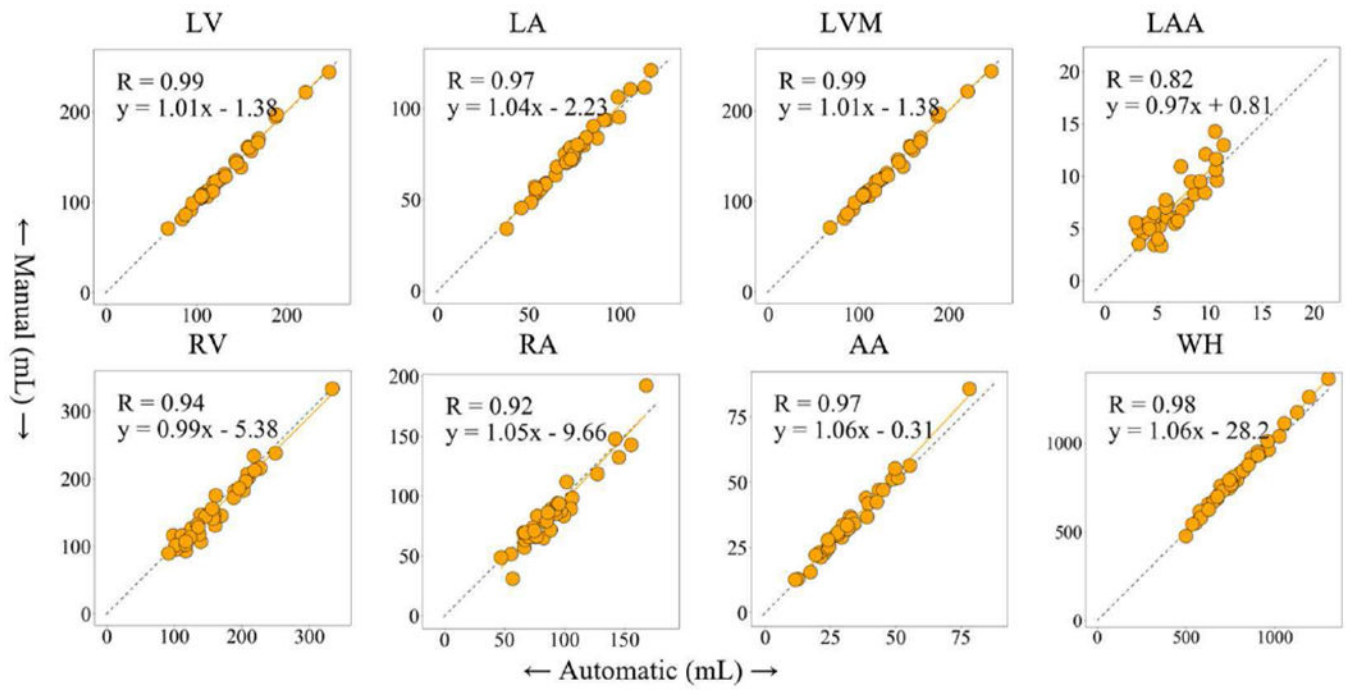 LV
R = 0.99
y = 1.01x - 1.38
200
100
0
0 100 200
LA
R = 0.97
y = 1.04x - 2.23
100
50
0
0 100
LVM
R = 0.99
y = 1.01x - 1.38
200
100
0
0 100 200
LAA
R = 0.82
y = 0.97x + 0.81
20
15
10
5
0
0 5 10 15 20
RV
R = 0.94
y = 0.99x - 5.38
300
200
100
0
0 100 200 300
RA
R = 0.92
y = 1.05x - 9.66
200
150
100
50
0
0 50 100 150
AA
R = 0.97
y = 1.06x - 0.31
75
50
25
0
0 25 50 75
WH
R = 0.98
y = 1.06x - 28.2
1000
500
0
0 500 1000
← Manual (mL) →
← Automatic (mL) →